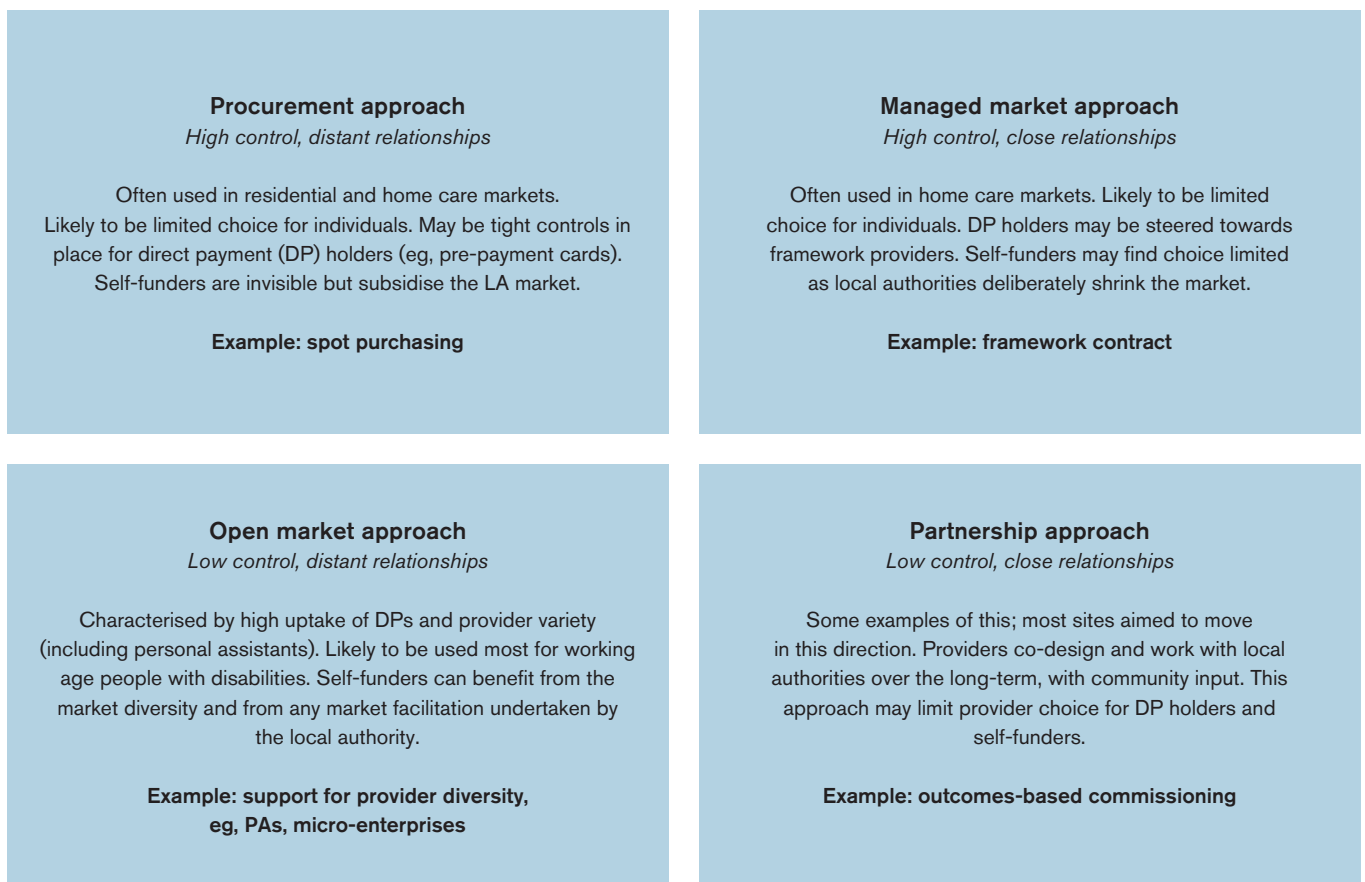 Procurement approach
High control, distant relationships
Often used in residential and home care markets.
Likely to be limited choice for individuals. May be tight controls in
place for direct payment (DP) holders (eg, pre-payment cards).
Self-funders are invisible but subsidise the LA market.
Example: spot purchasing
Managed market approach
High control, close relationships
Often used in home care markets. Likely to be limited
choice for individuals. DP holders may be steered towards
framework providers. Self-funders may find choice limited
as local authorities deliberately shrink the market.
Example: framework contract
Open market approach
Low control, distant relationships
Characterised by high uptake of DPs and provider variety
(including personal assistants). Likely to be used most for working
age people with disabilities. Self-funders can benefit from the
market diversity and from any market facilitation undertaken by
the local authority.
Example: support for provider diversity,
eg, PAs, micro-enterprises
Partnership approach
Low control, close relationships
Some examples of this; most sites aimed to move
in this direction. Providers co-design and work with local
authorities over the long-term, with community input. This
approach may limit provider choice for DP holders and
self-funders.
Example: outcomes-based commissioning